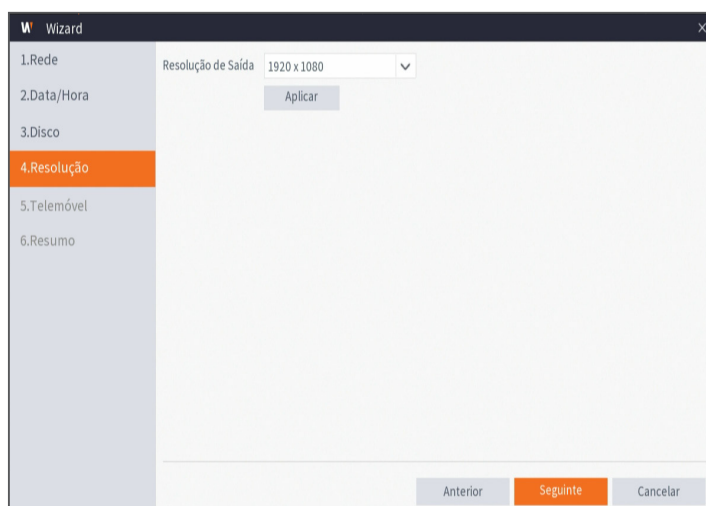 W Wizard
1.Rede
2.Data/Hora
3.Disco
4.Resolução
5.Telemóvel
6.Resumo
Resolução de Saída 1920 x 1080
Aplicar
Anterior Seguinte Cancelar